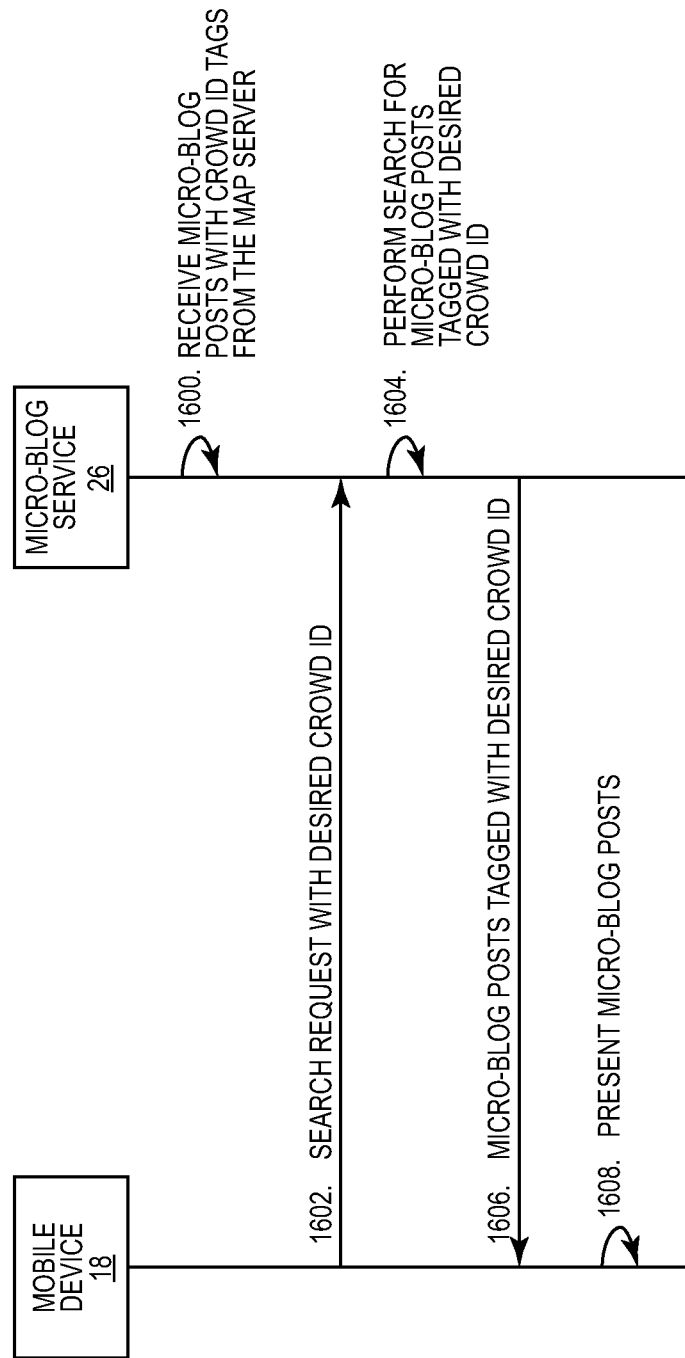 MOBILE
DEVICE
18
MICRO-BLOG
SERVICE
26
1600. RECEIVE MICRO-BLOG
POSTS WITH CROWD ID TAGS
FROM THE MAP SERVER
1602. SEARCH REQUEST WITH DESIRED CROWD ID
1604. PERFORM SEARCH FOR
MICRO-BLOG POSTS
TAGGED WITH DESIRED
CROWD ID
1606. MICRO-BLOG POSTS TAGGED WITH DESIRED CROWD ID
1608. PRESENT MICRO-BLOG POSTS